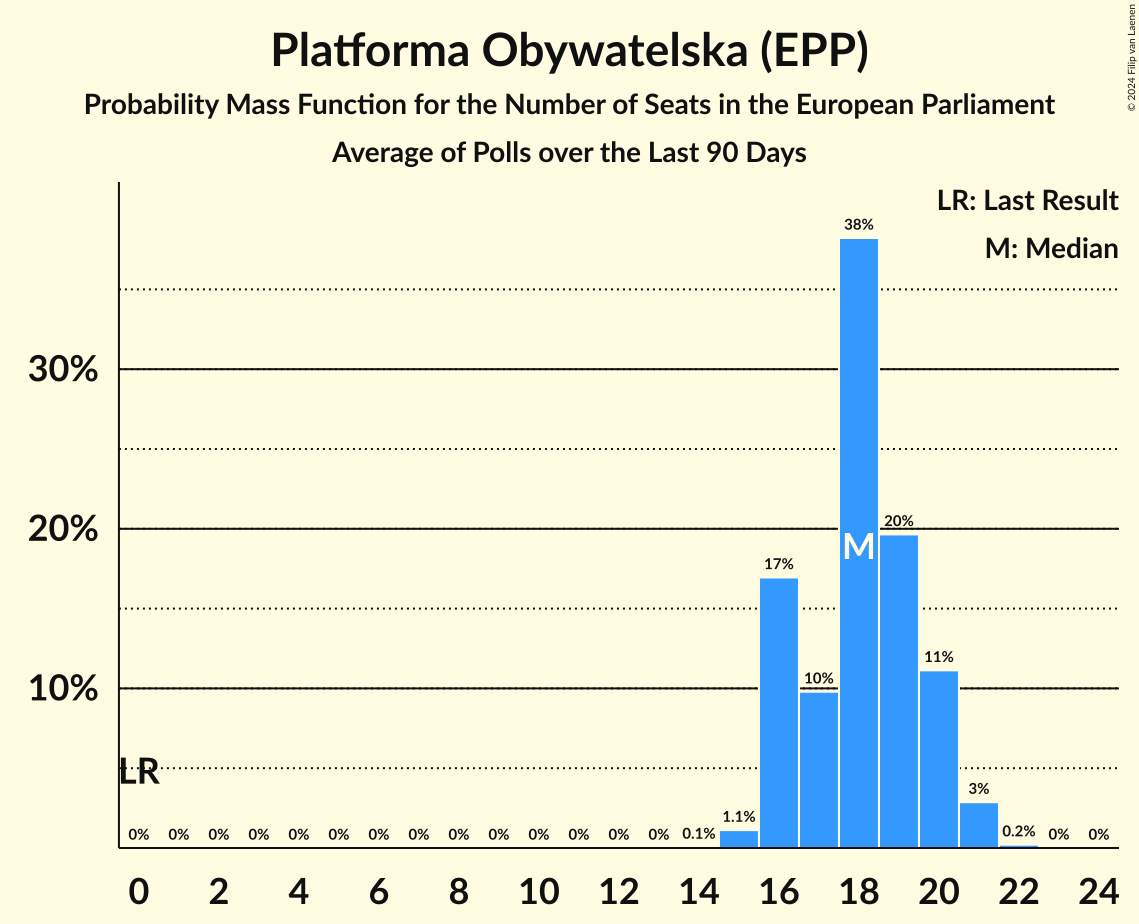 Platforma Obywatelska (EPP)
Probability Mass Function for the Number of Seats in the European Parliament
Average of Polls over the Last 90 Days
© 2024 Filip van Laenen
LR: Last Result
M: Median
38%
30%
20%
20%
M
17%
11%
10%
10%
LR
3%
1.1%
0% 0% 0% 0% 0% 0% 0% 0% 0% 0% 0% 0% 0% 0% 0.1% 0.2% 0% 0%
0 2 4 6 8 10 12 14 16 18 20 22 24